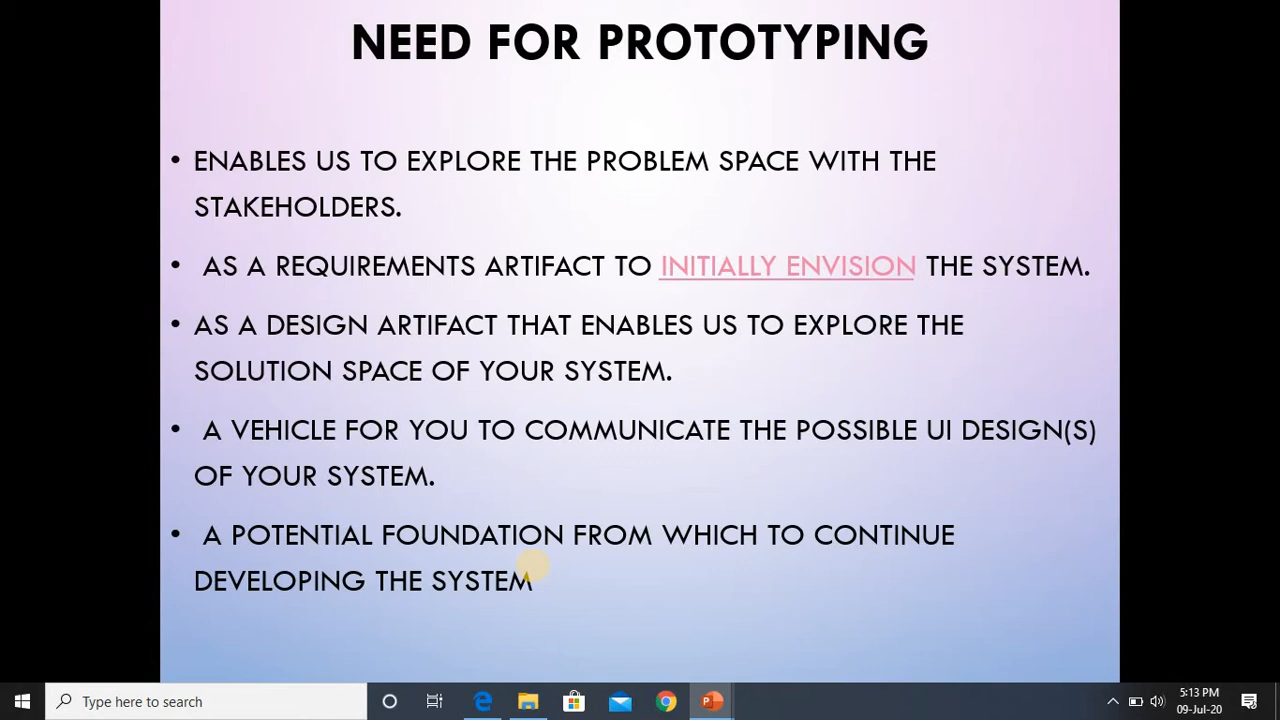 NEED FOR PROTOTYPING
• ENABLES US TO EXPLORE THE PROBLEM SPACE WITH THE
STAKEHOLDERS.
• AS A REQUIREMENTS ARTIFACT TO INITIALLY ENVISION THE SYSTEM.
• AS A DESIGN ARTIFACT THAT ENABLES US TO EXPLORE THE
SOLUTION SPACE OF YOUR SYSTEM.
• A VEHICLE FOR YOU TO COMMUNICATE THE POSSIBLE UI DESIGN(S)
OF YOUR SYSTEM.
• A POTENTIAL FOUNDATION FROM WHICH TO CONTINUE
DEVELOPING THE SYSTEM
Type here to search
5:13 PM
09-Jul-20